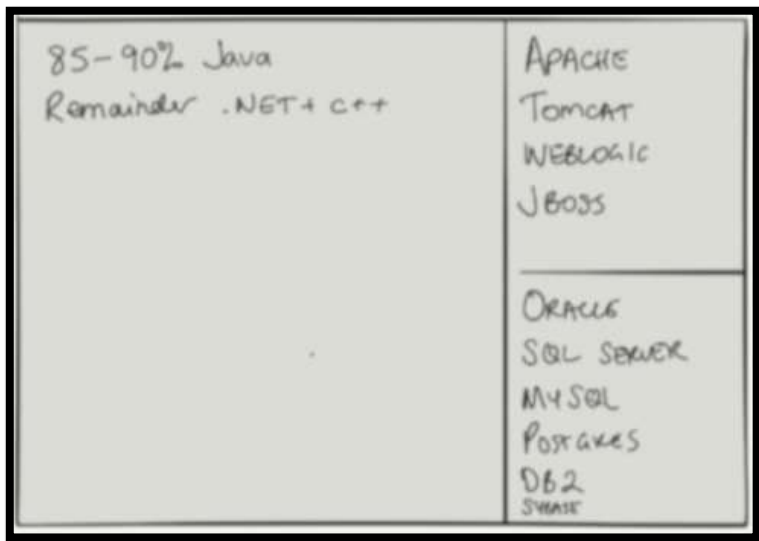 85-90% Java
Remainder .NET + C++
APACHE
TOMCAT
WEBLOGIC
JBOSS
ORACLE
SQL SERVER
MYSQL
POSTGRES
DB2
SYBASE